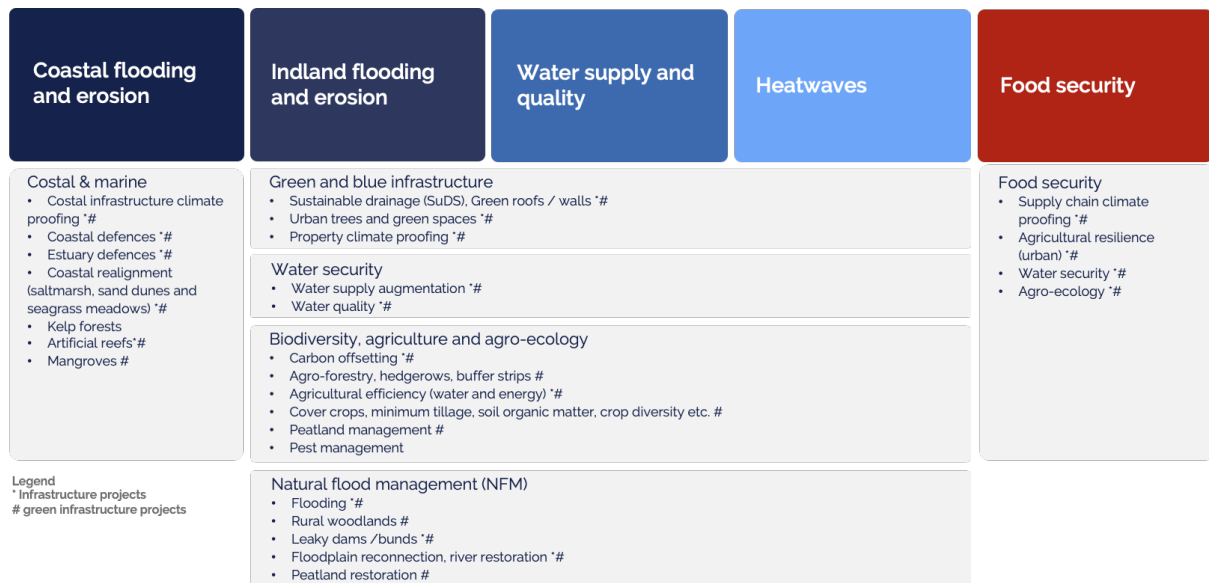 Coastal flooding
and erosion
Indland flooding
and erosion
Water supply and
quality
Heatwaves
Food security
Costal & marine
• Costal infrastructure climate
proofing *#
• Coastal defences *#
• Estuary defences *#
• Coastal realignment
(saltmarsh, sand dunes and
seagrass meadows) *#
• Kelp forests
• Artificial reefs*#
• Mangroves #
Green and blue infrastructure
• Sustainable drainage (SuDS), Green roofs / walls *#
• Urban trees and green spaces *#
• Property climate proofing *#
Water security
• Water supply augmentation *#
• Water quality *#
Biodiversity, agriculture and agro-ecology
• Carbon offsetting *#
• Agro-forestry, hedgerows, buffer strips #
• Agricultural efficiency (water and energy) *#
• Cover crops, minimum tillage, soil organic matter, crop diversity etc. #
• Peatland management #
• Pest management
Natural flood management (NFM)
• Flooding *#
• Rural woodlands #
• Leaky dams /bunds *#
• Floodplain reconnection, river restoration *#
• Peatland restoration #
Food security
• Supply chain climate
proofing *#
• Agricultural resilience
(urban) *#
• Water security *#
• Agro-ecology *#
Legend
* Infrastructure projects
# green infrastructure projects